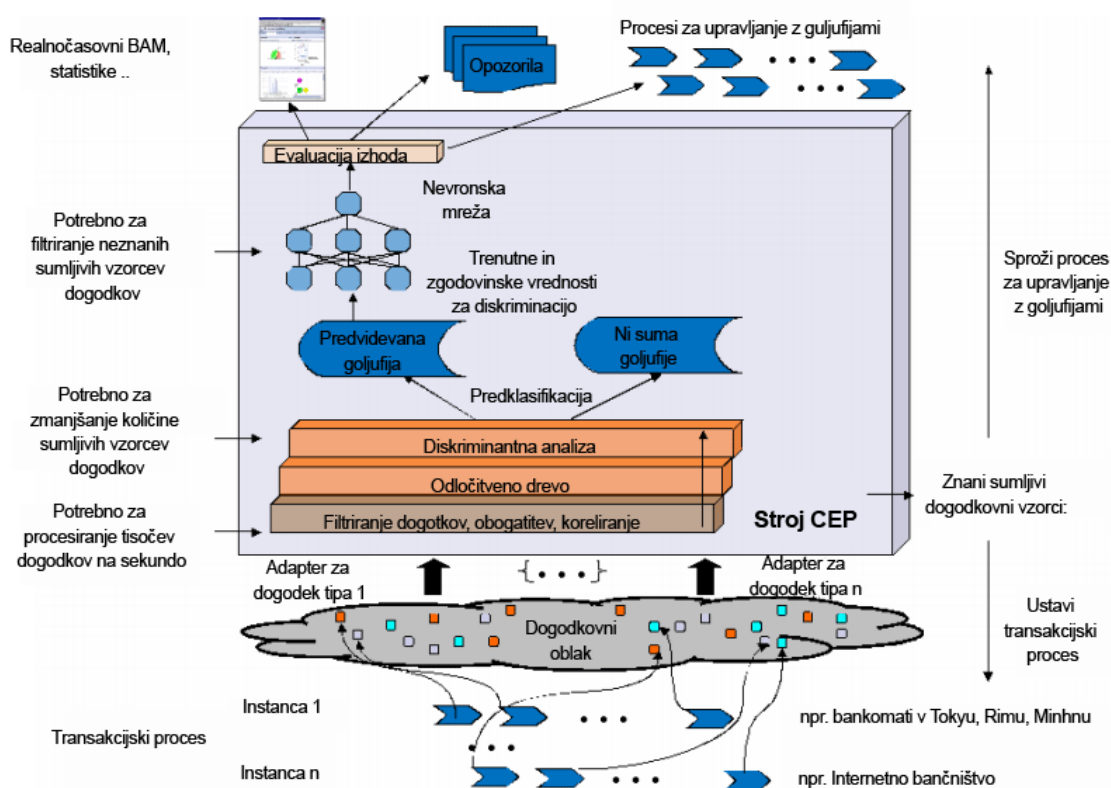 Realnočasovni BAM,
statistike ..
Opozorila
Procesi za upravljanje z guljufijami
Evaluacija izhoda
Nevronska
mreža
Potrebno za
filtriranje neznanih
sumljivih vzorcev
dogodkov
Trenutne in
zgodovinske vrednosti
za diskriminacijo
Sproži proces
za upravljanje
z goljufijami
Predvidevana
goljufija
Ni suma
goljufije
Predklasifikacija
Potrebno za
zmanjšanje količine
sumljivih vzorcev
dogodkov
Diskriminantna analiza
Odločitveno drevo
Filtriranje dogotkov, obogatitev, koreliranje
Stroj CEP
Znani sumljivi
dogodkovni vzorci:
Potrebno za
procesiranje tisočev
dogodkov na sekundo
Adapter za
dogodek tipa 1
{ • • • }
Adapter za
dogodek tipa n
Dogodkovni
oblak
Ustavi
transakcijski
proces
Instanca 1
npr. bankomati v Tokyu, Rimu, Minhnu
Transakcijski proces
Instanca n
npr. Internetno bančništvo